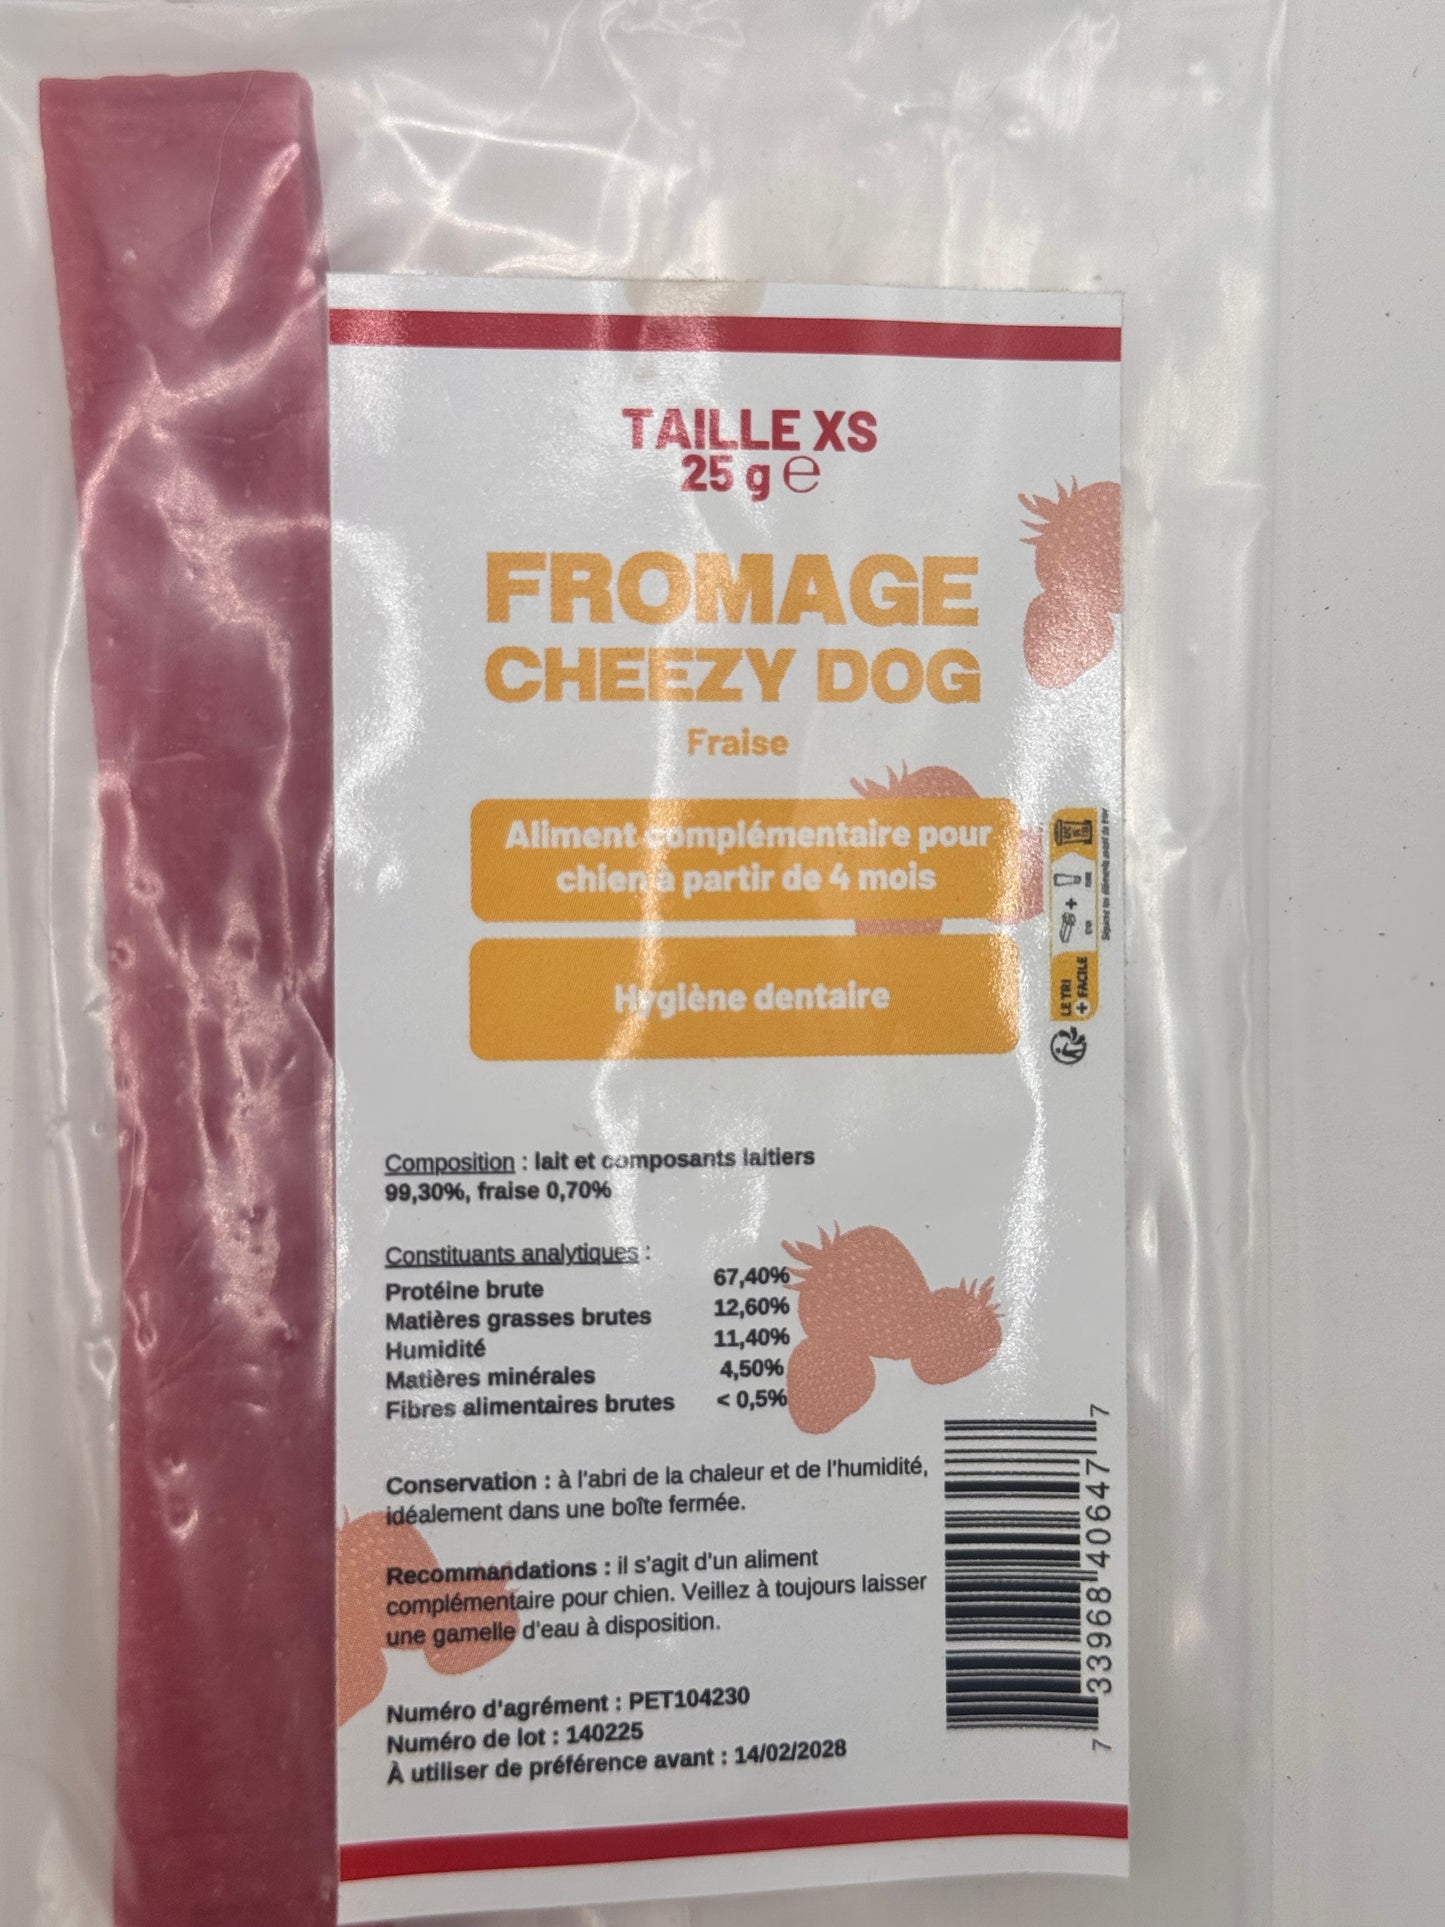 TAILLE XS
25 g ℮
FROMAGE
CHEEZY DOG
Fraise
Aliment complémentaire pour
chien à partir de 4 mois
Hygiène dentaire
LE TRI
+ FACILE
Composition : lait et composants laitiers
99,30%, fraise 0,70%
Constituants analytiques :
Protéine brute 67,40%
Matières grasses brutes 12,60%
Humidité 11,40%
Matières minérales 4,50%
Fibres alimentaires brutes < 0,5%
Conservation : à l'abri de la chaleur et de l'humidité,
idéalement dans une boîte fermée.
Recommandations : il s'agit d'un aliment
complémentaire pour chien. Veillez à toujours laisser
une gamelle d'eau à disposition.
Numéro d'agrément : PET104230
Numéro de lot : 140225
À utiliser de préférence avant : 14/02/2028
7 33968 40647 7